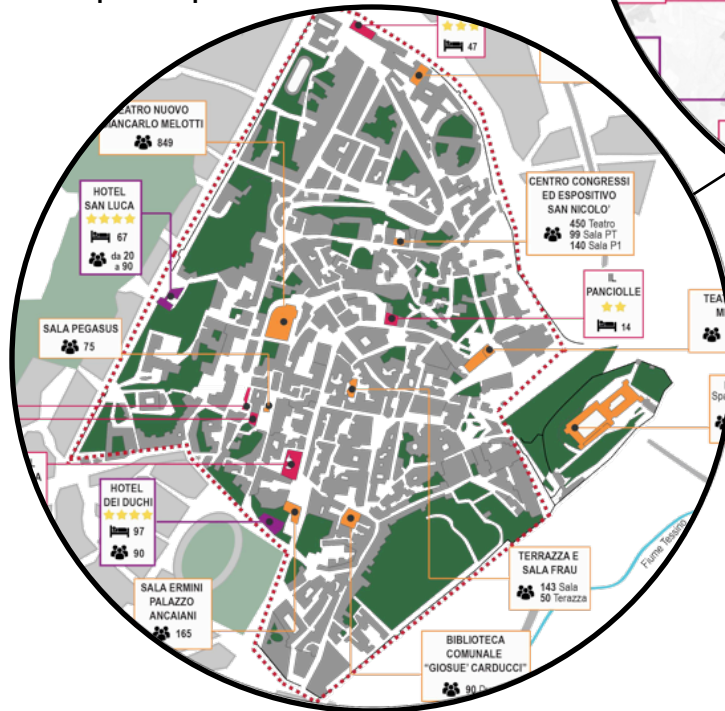 47
TEATRO NUOVO
GIANCARLO MELOTTI
849
HOTEL
SAN LUCA
67
da 20
a 90
CENTRO CONGRESSI
ED ESPOSITIVO
SAN NICOLO'
450 Teatro
99 Sala PT
140 Sala P1
IL
PANCIOLLE
14
SALA PEGASUS
75
HOTEL
DEI DUCHI
97
90
SALA ERMINI
PALAZZO
ANCAIANI
165
TERRAZZA E
SALA FRAU
143 Sala
50 Terazza
Fiume Tessino
BIBLIOTECA
COMUNALE
"GIOSUE' CARDUCCI"
90